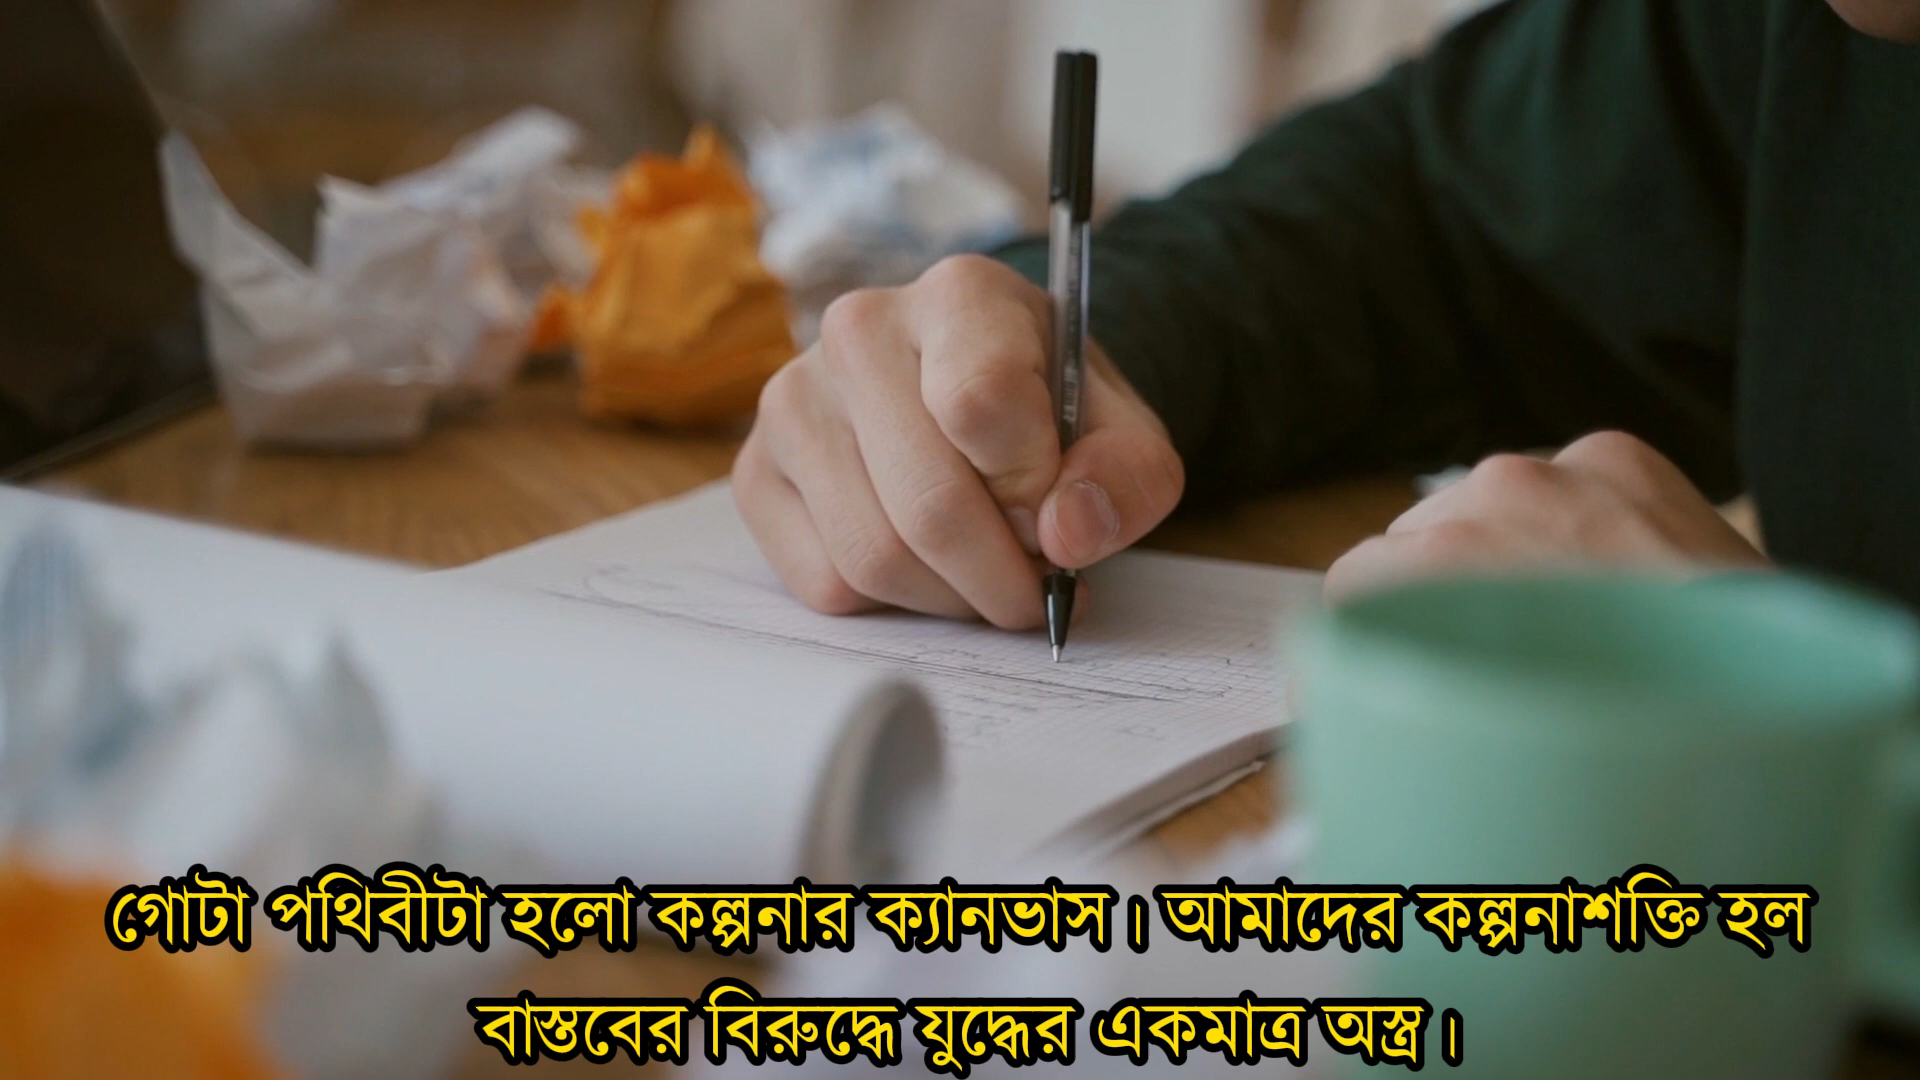 গোটা পথিবীটা হলো কল্পনার ক্যানভাস। আমাদের কল্পনাশক্তি হল
বাস্তবের বিরুদ্ধে যুদ্ধের একমাত্র অস্ত্র।